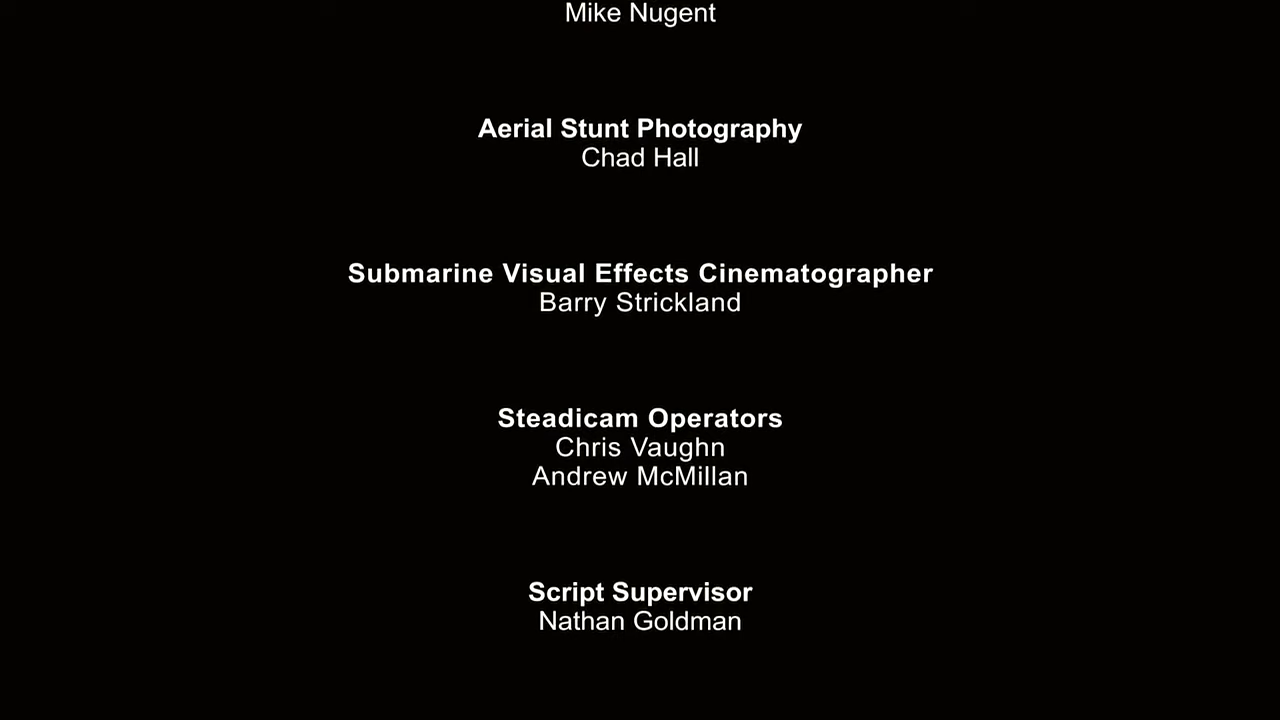 Mike Nugent
Aerial Stunt Photography
Chad Hall
Submarine Visual Effects Cinematographer
Barry Strickland
Steadicam Operators
Chris Vaughn
Andrew McMillan
Script Supervisor
Nathan Goldman